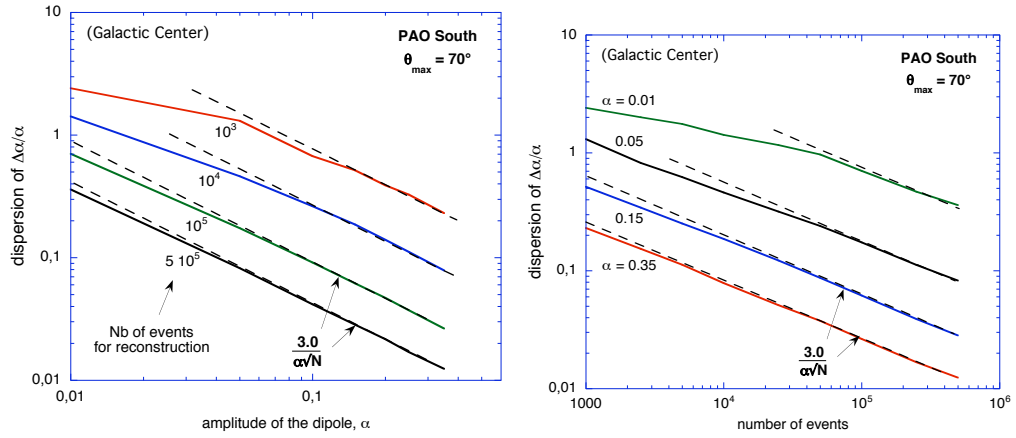 (Galactic Center)
PAO South
θmax = 70°
10
1
0,1
0,01
dispersion of Δα/α
10³
10⁴
10⁵
5 10⁵
Nb of events
for reconstruction
3.0
α√N
0,01
0,1
amplitude of the dipole, α
(Galactic Center)
PAO South
θmax = 70°
10
1
0,1
0,01
dispersion of Δα/α
α = 0.01
0.05
0.15
α = 0.35
3.0
α√N
1000
10⁴
10⁵
10⁶
number of events